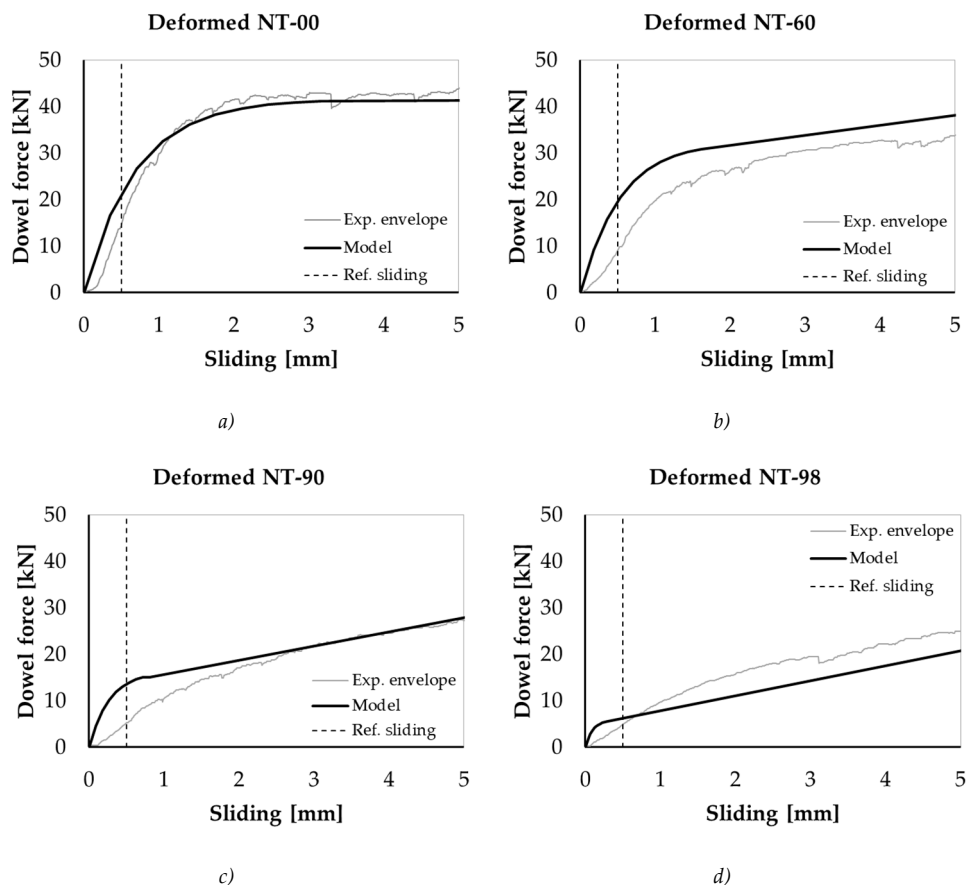 Deformed NT-00
Dowel force [kN]
50
40
30
20
10
0
Exp. envelope
Model
Ref. sliding
0 1 2 3 4 5
Sliding [mm]
a)
Deformed NT-60
Dowel force [kN]
50
40
30
20
10
0
Exp. envelope
Model
Ref. sliding
0 1 2 3 4 5
Sliding [mm]
b)
Deformed NT-90
Dowel force [kN]
50
40
30
20
10
0
Exp. envelope
Model
Ref. sliding
0 1 2 3 4 5
Sliding [mm]
c)
Deformed NT-98
Dowel force [kN]
50
40
30
20
10
0
Exp. envelope
Model
Ref. sliding
0 1 2 3 4 5
Sliding [mm]
d)